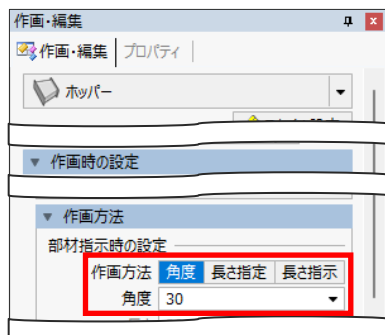 作画・編集
作画・編集 プロパティ
ホッパー
作画時の設定
作画方法
部材指示時の設定
作画方法 角度 長さ指定 長さ指示
角度 30